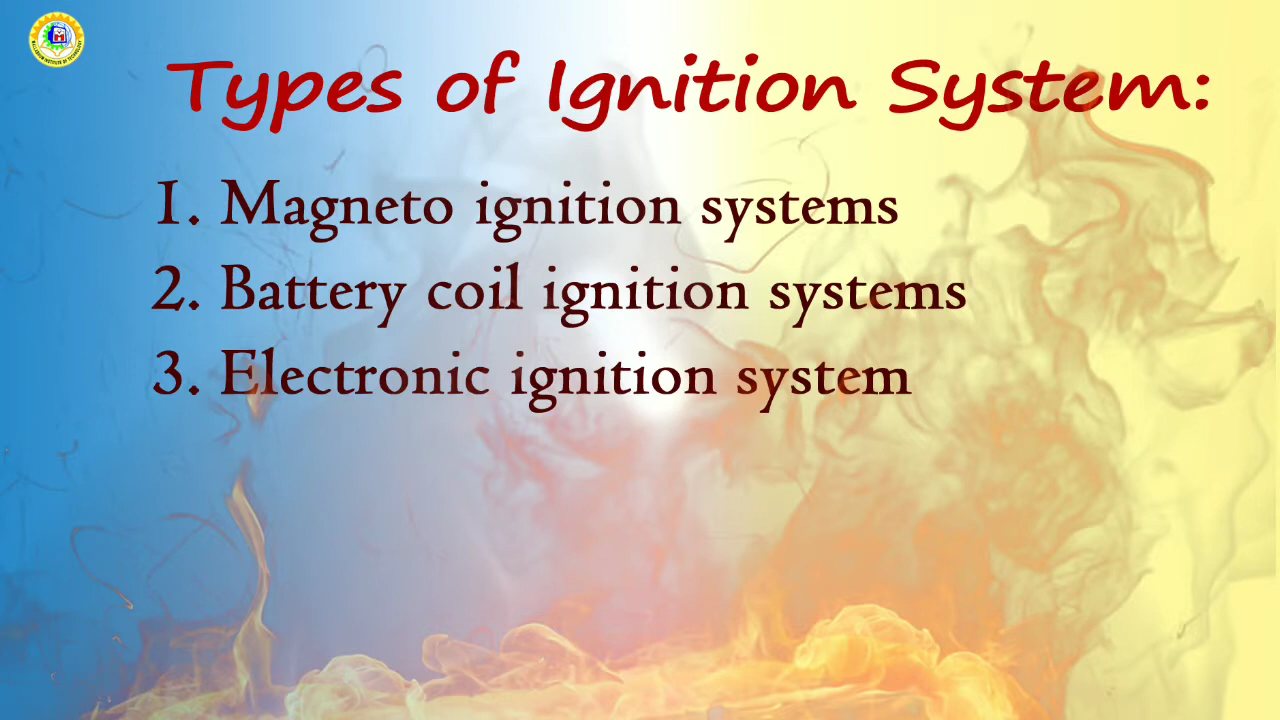 Types of Ignition System:
1. Magneto ignition systems
2. Battery coil ignition systems
3. Electronic ignition system